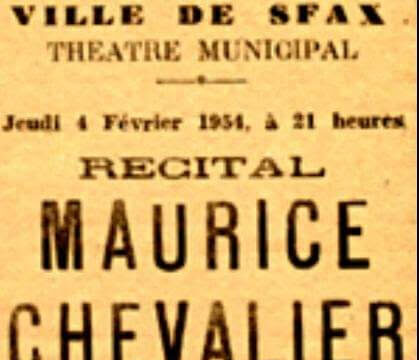 VILLE DE SFAX
THEATRE MUNICIPAL
Jeudi 4 Février 1954, à 21 heures
RECITAL
MAURICE
CHEVALIER